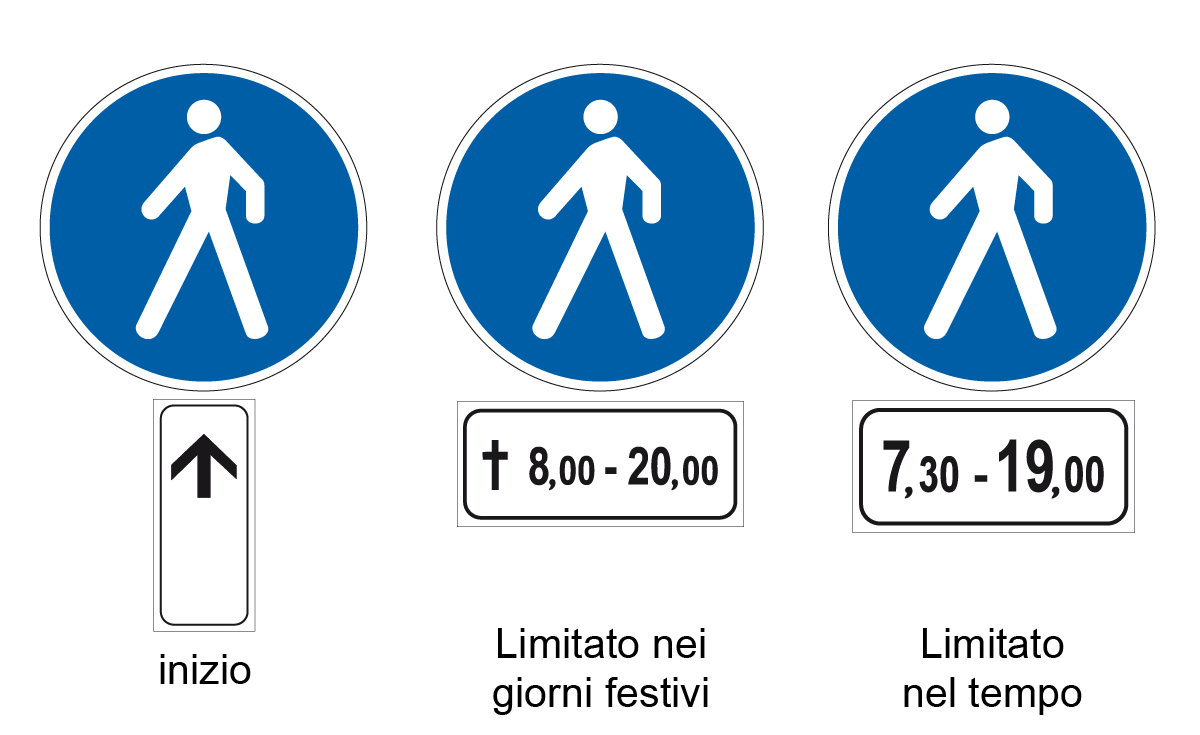 † 8,00 - 20,00
7,30 - 19,00
inizio
Limitato nei
giorni festivi
Limitato
nel tempo